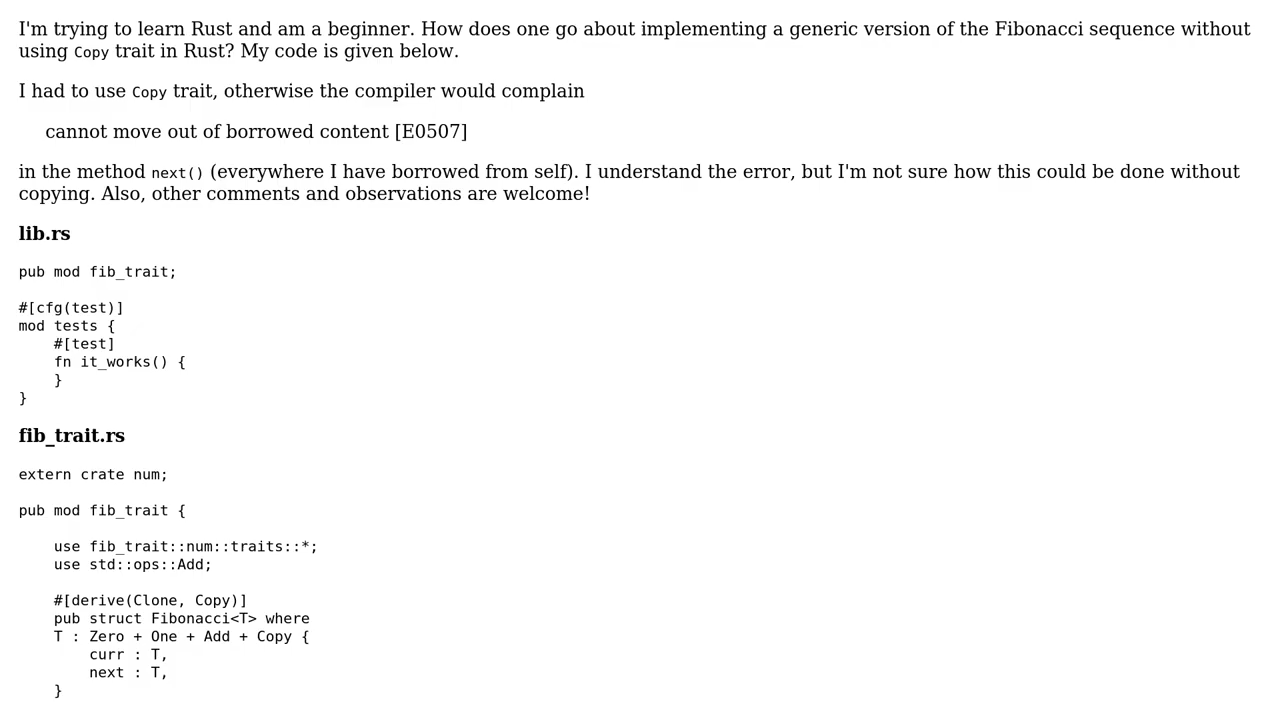 I'm trying to learn Rust and am a beginner. How does one go about implementing a generic version of the Fibonacci sequence without
using Copy trait in Rust? My code is given below.
I had to use Copy trait, otherwise the compiler would complain
cannot move out of borrowed content [E0507]
in the method next() (everywhere I have borrowed from self). I understand the error, but I'm not sure how this could be done without
copying. Also, other comments and observations are welcome!
lib.rs
pub mod fib_trait;
#[cfg(test)]
mod tests {
    #[test]
    fn it_works() {
    }
}
fib_trait.rs
extern crate num;
pub mod fib_trait {
    use fib_trait::num::traits::*;
    use std::ops::Add;
    #[derive(Clone, Copy)]
    pub struct Fibonacci<T> where
    T : Zero + One + Add + Copy {
        curr : T,
        next : T,
    }